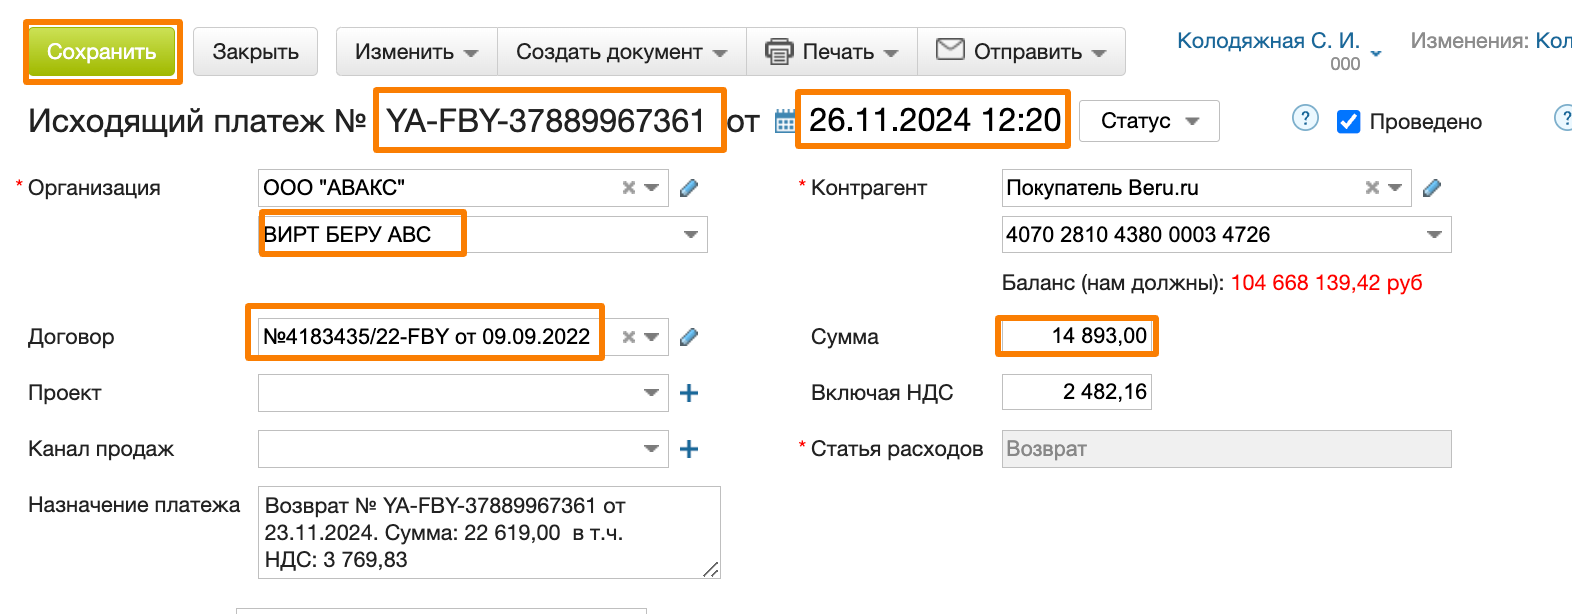 Сохранить Закрыть Изменить Создать документ Печать Отправить Колодяжная С. И. Изменения: Кол
000
Исходящий платеж № YA-FBY-37889967361 от 26.11.2024 12:20 Статус ? Проведено ?
* Организация ООО "АВАКС" * Контрагент Покупатель Beru.ru
ВИРТ БЕРУ АВС 4070 2810 4380 0003 4726
Баланс (нам должны): 104 668 139,42 руб
Договор №4183435/22-FBY от 09.09.2022 Сумма 14 893,00
Проект Включая НДС 2 482,16
Канал продаж * Статья расходов Возврат
Назначение платежа Возврат № YA-FBY-37889967361 от
23.11.2024. Сумма: 22 619,00 в т.ч.
НДС: 3 769,83